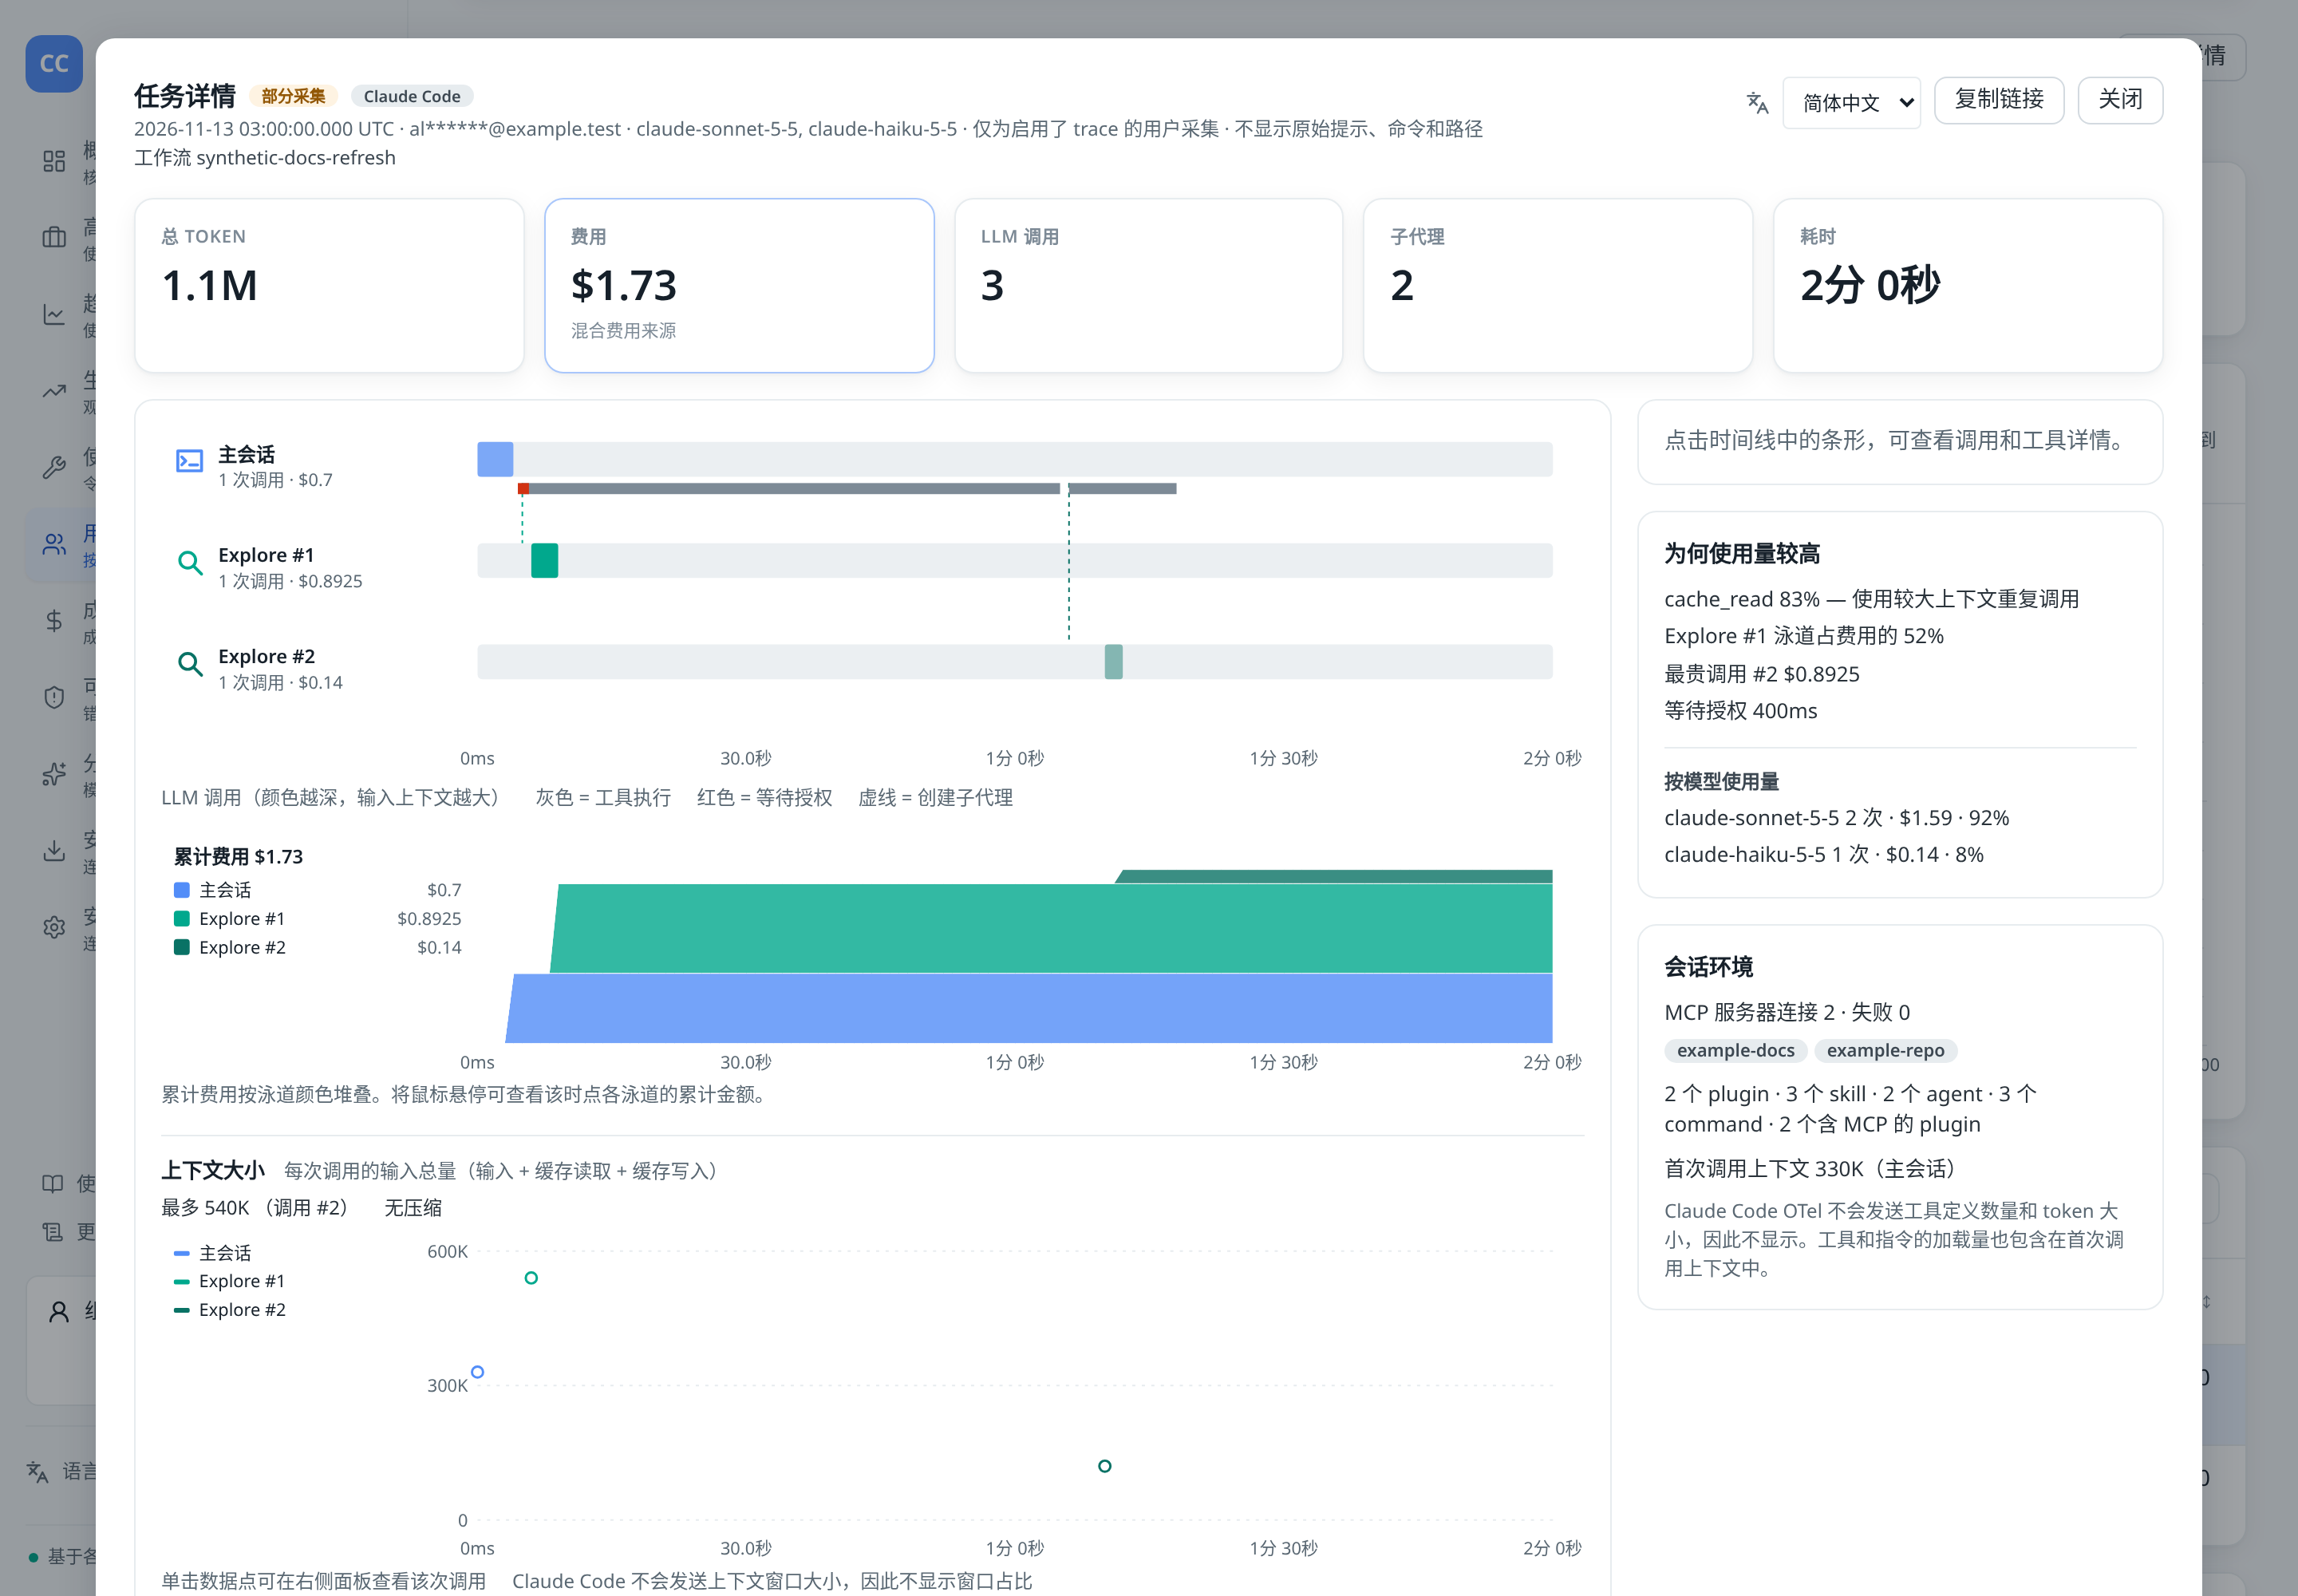 CC
任务详情 部分采集 Claude Code
简体中文 复制链接 关闭
2026-11-13 03:00:00.000 UTC · al******@example.test · claude-sonnet-5-5, claude-haiku-5-5 · 仅为启用了 trace 的用户采集 · 不显示原始提示、命令和路径
工作流 synthetic-docs-refresh
总 TOKEN
1.1M
费用
$1.73
混合费用来源
LLM 调用
3
子代理
2
耗时
2分 0秒
主会话
1 次调用 · $0.7
Explore #1
1 次调用 · $0.8925
Explore #2
1 次调用 · $0.14
0ms 30.0秒 1分 0秒 1分 30秒 2分 0秒
LLM 调用（颜色越深，输入上下文越大） 灰色 = 工具执行 红色 = 等待授权 虚线 = 创建子代理
累计费用 $1.73
主会话 $0.7
Explore #1 $0.8925
Explore #2 $0.14
0ms 30.0秒 1分 0秒 1分 30秒 2分 0秒
累计费用按泳道颜色堆叠。将鼠标悬停可查看该时点各泳道的累计金额。
上下文大小 每次调用的输入总量（输入 + 缓存读取 + 缓存写入）
最多 540K （调用 #2） 无压缩
主会话
Explore #1
Explore #2
600K
300K
0
0ms 30.0秒 1分 0秒 1分 30秒 2分 0秒
单击数据点可在右侧面板查看该次调用 Claude Code 不会发送上下文窗口大小，因此不显示窗口占比
点击时间线中的条形，可查看调用和工具详情。
为何使用量较高
cache_read 83% — 使用较大上下文重复调用
Explore #1 泳道占费用的 52%
最贵调用 #2 $0.8925
等待授权 400ms
按模型使用量
claude-sonnet-5-5 2 次 · $1.59 · 92%
claude-haiku-5-5 1 次 · $0.14 · 8%
会话环境
MCP 服务器连接 2 · 失败 0
example-docs example-repo
2 个 plugin · 3 个 skill · 2 个 agent · 3 个
command · 2 个含 MCP 的 plugin
首次调用上下文 330K（主会话）
Claude Code OTel 不会发送工具定义数量和 token 大
小，因此不显示。工具和指令的加载量也包含在首次调
用上下文中。
语言
基于各